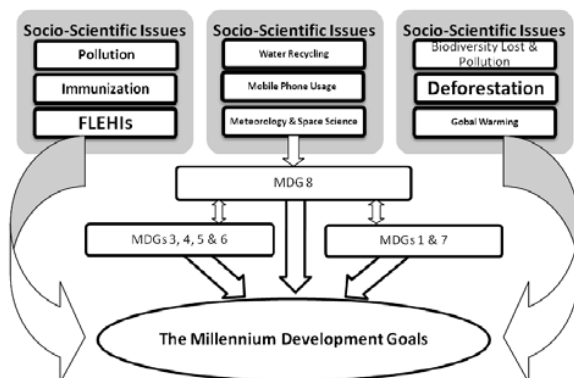 Socio-Scientific Issues
Pollution
Immunization
FLEHIs
Socio-Scientific Issues
Water Recycling
Mobile Phone Usage
Meteorology & Space Science
Socio-Scientific Issues
Biodiversity Lost &
Pollution
Deforestation
Gobal Warming
MDG 8
MDGs 3, 4, 5 & 6
MDGs 1 & 7
The Millennium Development Goals